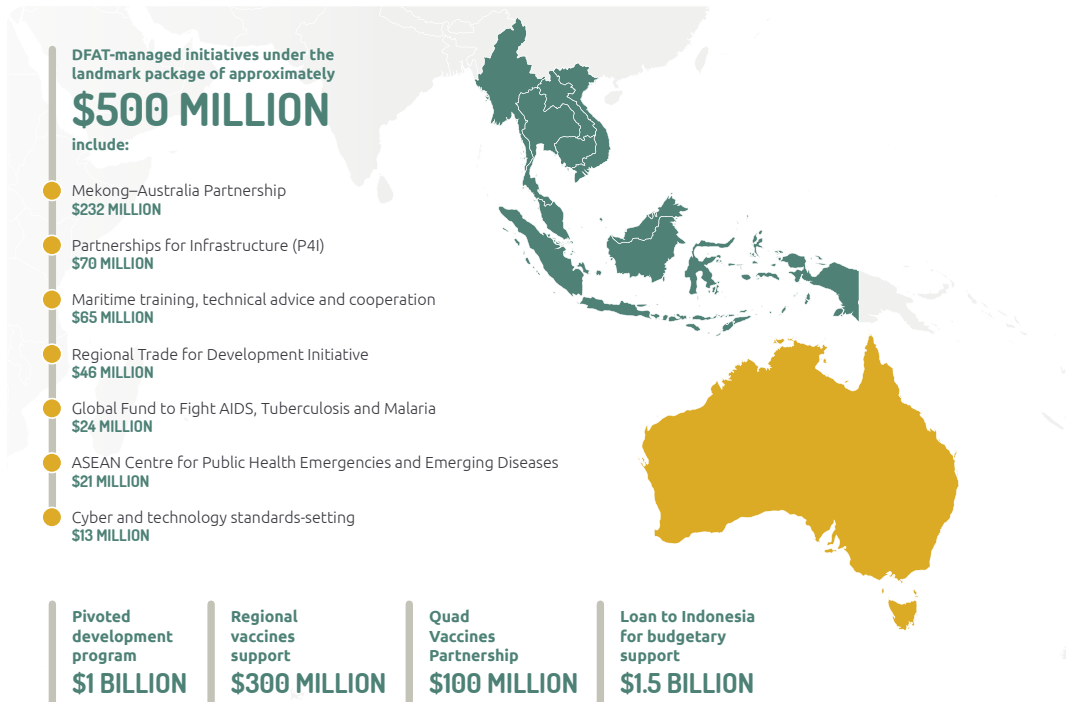 DFAT-managed initiatives under the
landmark package of approximately
$500 MILLION
include:
Mekong–Australia Partnership
$232 MILLION
Partnerships for Infrastructure (P4I)
$70 MILLION
Maritime training, technical advice and cooperation
$65 MILLION
Regional Trade for Development Initiative
$46 MILLION
Global Fund to Fight AIDS, Tuberculosis and Malaria
$24 MILLION
ASEAN Centre for Public Health Emergencies and Emerging Diseases
$21 MILLION
Cyber and technology standards-setting
$13 MILLION
Pivoted
development
program
$1 BILLION
Regional
vaccines
support
$300 MILLION
Quad
Vaccines
Partnership
$100 MILLION
Loan to Indonesia
for budgetary
support
$1.5 BILLION